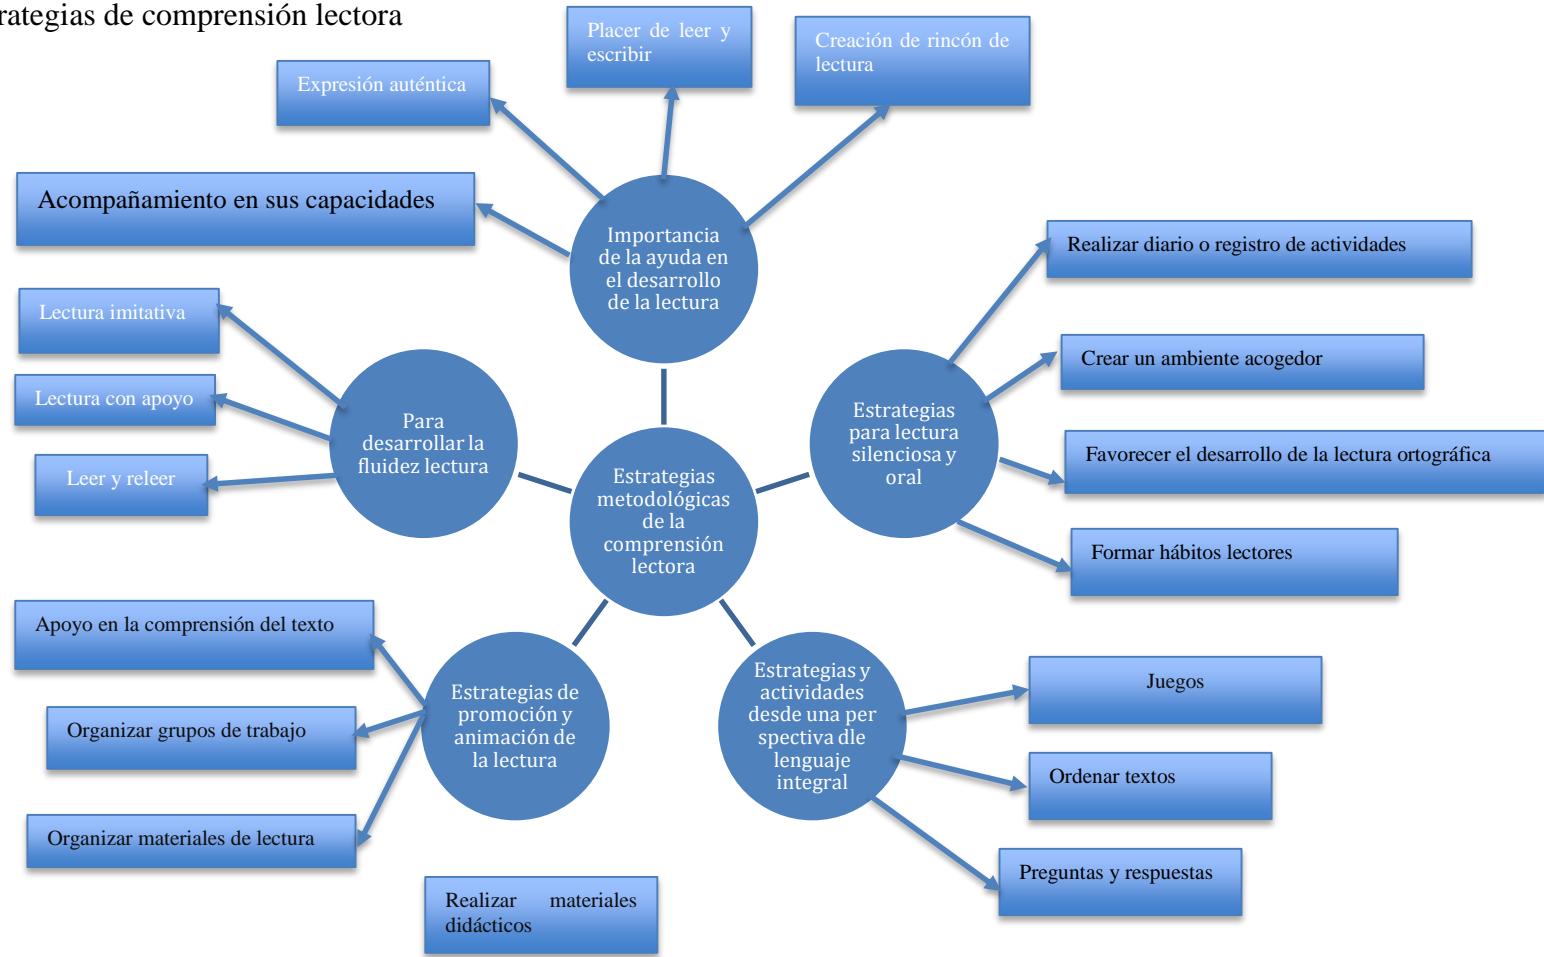 rategias de comprensión lectora
Placer de leer y
escribir
Creación de rincón de
lectura
Expresión auténtica
Acompañamiento en sus capacidades
Importancia
de la ayuda en
el desarrollo
de la lectura
Realizar diario o registro de actividades
Lectura imitativa
Crear un ambiente acogedor
Lectura con apoyo
Para
desarrollar la
fluidez lectura
Estrategias
para lectura
silenciosa y
oral
Favorecer el desarrollo de la lectura ortográfica
Leer y releer
Estrategias
metodológicas
de la
comprensión
lectora
Formar hábitos lectores
Apoyo en la comprensión del texto
Organizar grupos de trabajo
Organizar materiales de lectura
Estrategias de
promoción y
animación de
la lectura
Estrategias y
actividades
desde una per
spectiva dle
lenguaje
integral
Juegos
Ordenar textos
Preguntas y respuestas
Realizar materiales
didácticos